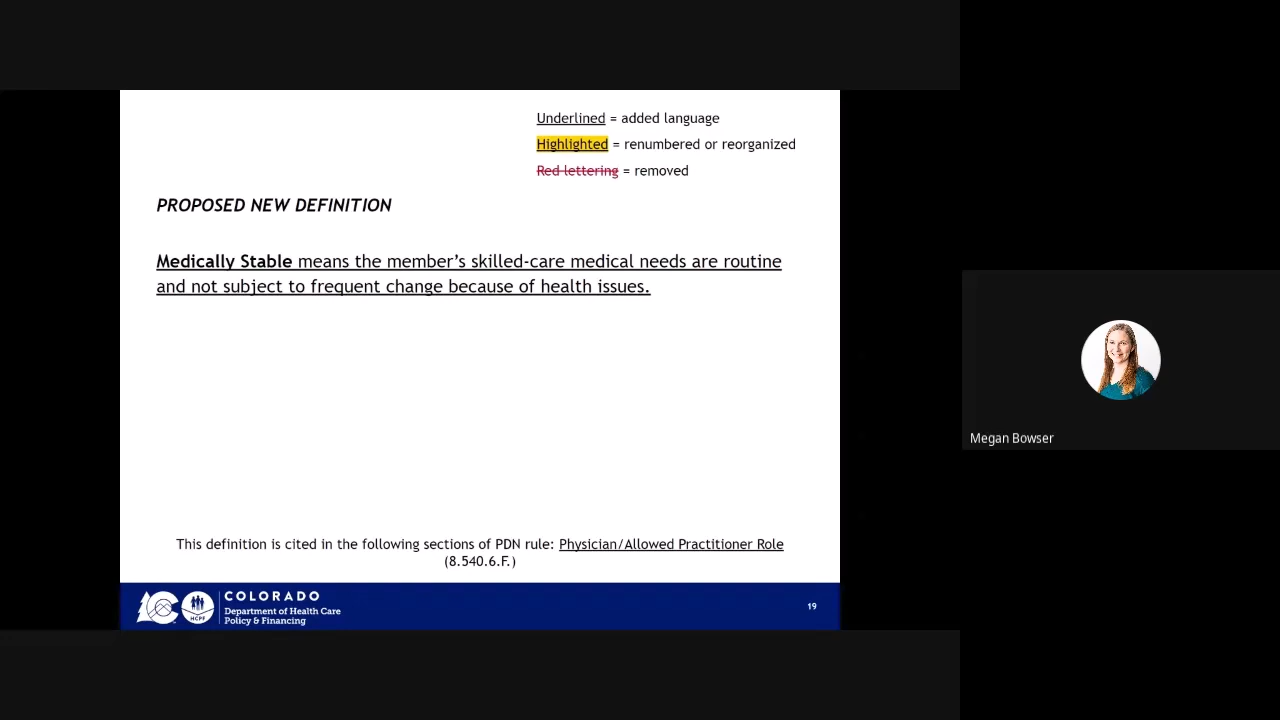 Underlined = added language
Highlighted = renumbered or reorganized
Red lettering = removed
PROPOSED NEW DEFINITION
Medically Stable means the member’s skilled-care medical needs are routine
and not subject to frequent change because of health issues.
This definition is cited in the following sections of PDN rule: Physician/Allowed Practitioner Role
(8.540.6.F.)
HCPF
COLORADO
Department of Health Care
Policy & Financing
19
Megan Bowser